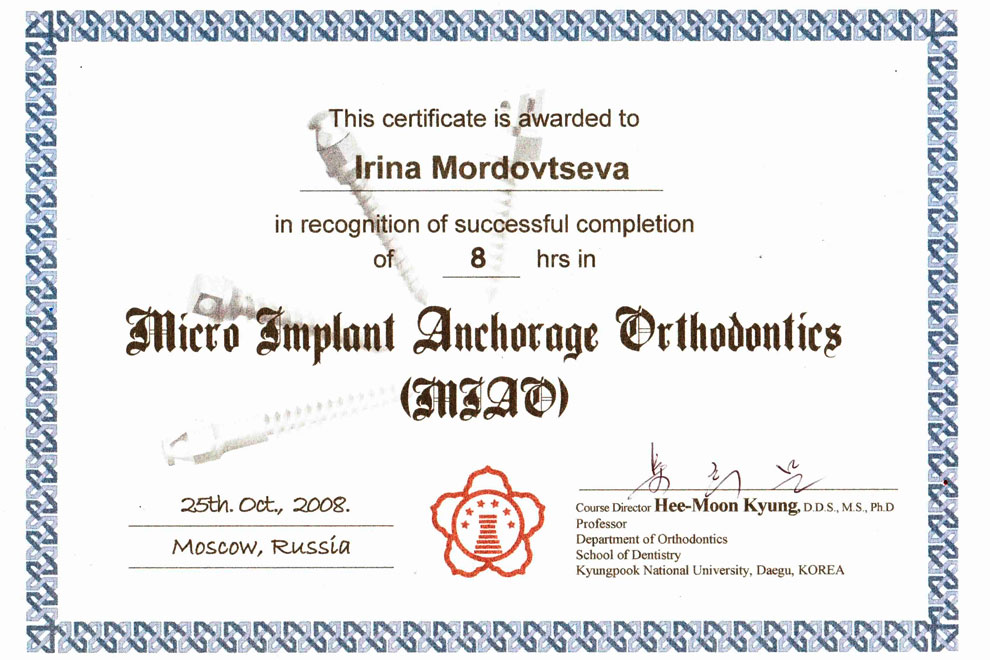 This certificate is awarded to
Irina Mordovtseva
in recognition of successful completion
of 8 hrs in
Micro Implant Anchorage Orthodontics
(MIAO)
25th. Oct., 2008.
Moscow, Russia
Course Director Hee-Moon Kyung, D.D.S., M.S., Ph.D
Professor
Department of Orthodontics
School of Dentistry
Kyungpook National University, Daegu, KOREA